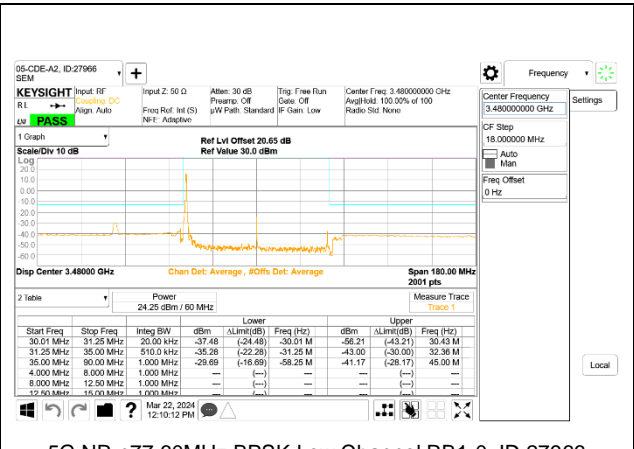 05-CDE-A2, ID:27966
SEM
Frequency
KEYSIGHT
RL
PASS
Input: RF
Coupling: DC
Align: Auto
Input Z: 50 Ω
Freq Ref: Int (S)
NFE: Adaptive
Atten: 30 dB
Preamp: Off
µW Path: Standard
Trig: Free Run
Gate: Off
IF Gain: Low
Center Freq: 3.480000000 GHz
Avg|Hold: 100.00% of 100
Radio Std: None
Center Frequency
3.480000000 GHz
Settings
CF Step
18.000000 MHz
Auto
Man
Freq Offset
0 Hz
Local
1 Graph
Scale/Div 10 dB
Ref Lvl Offset 20.65 dB
Ref Value 30.0 dBm
Log
20.0
10.0
0.00
-10.0
-20.0
-30.0
-40.0
-50.0
-60.0
Disp Center 3.48000 GHz
Chan Det: Average , #Offs Det: Average
Span 180.00 MHz
2001 pts
2 Table
Power
24.25 dBm / 60 MHz
Measure Trace
Trace 1
Lower Upper
Start Freq Stop Freq Integ BW dBm ΔLimit(dB) Freq (Hz) dBm ΔLimit(dB) Freq (Hz)
30.01 MHz 31.25 MHz 20.00 kHz -37.48 (-24.48) -30.01 M -56.21 (-43.21) 30.43 M
31.25 MHz 35.00 MHz 510.0 kHz -35.28 (-22.28) -31.25 M -43.00 (-30.00) 32.36 M
35.00 MHz 90.00 MHz 1.000 MHz -29.69 (-16.69) -58.25 M -41.17 (-28.17) 45.00 M
4.000 MHz 8.000 MHz 1.000 MHz --- (---) --- (---)
8.000 MHz 12.50 MHz 1.000 MHz --- (---) --- (---)
12.50 MHz 15.00 MHz 1.000 MHz --- (---) --- (---)
Mar 22, 2024
12:10:12 PM